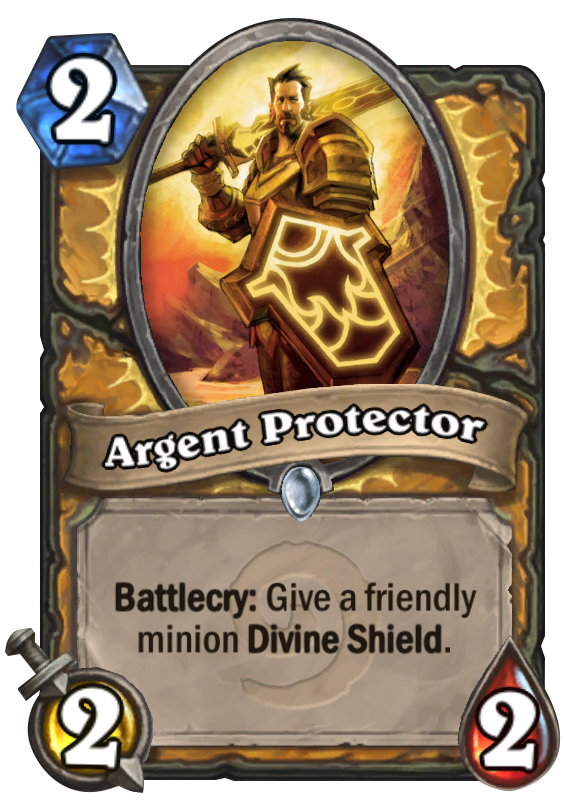 2
Argent Protector
Battlecry: Give a friendly
minion Divine Shield.
2
2